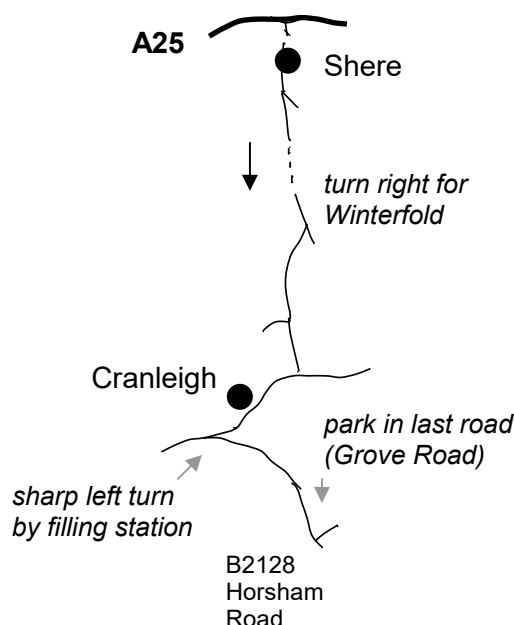 A25
Shere
turn right for
Winterfold
Cranleigh
park in last road
(Grove Road)
sharp left turn
by filling station
B2128
Horsham
Road